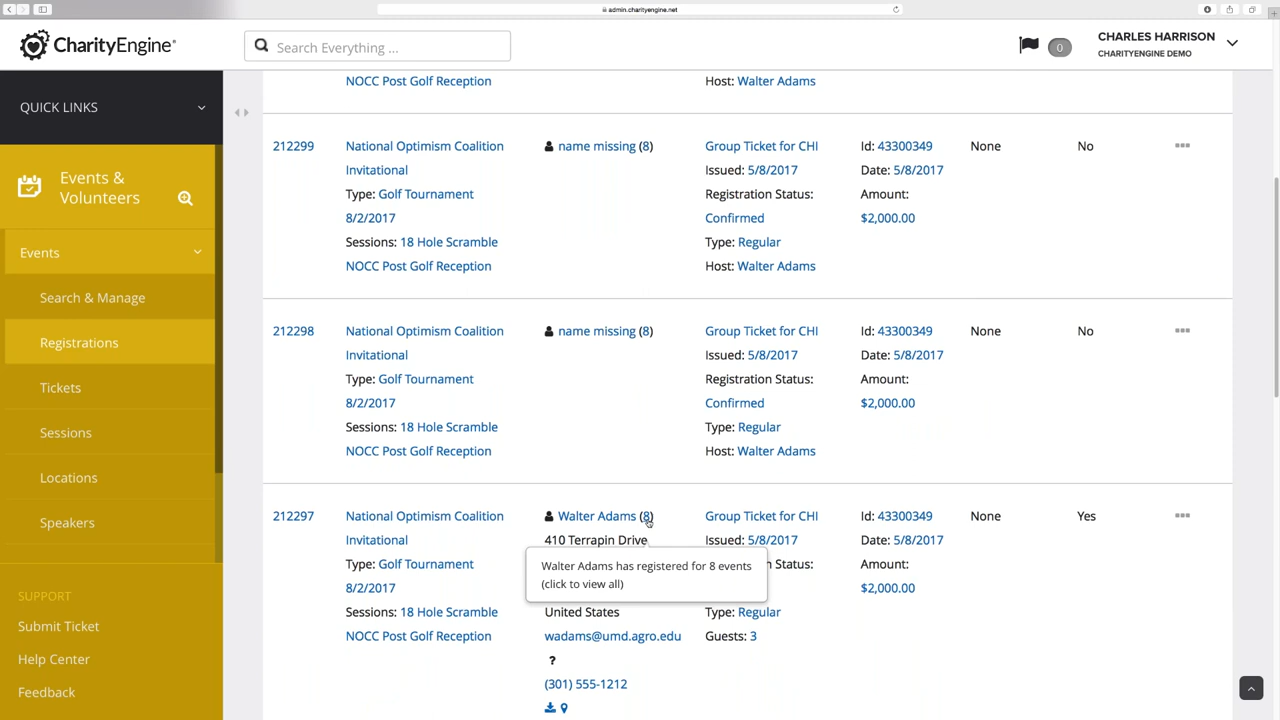 admin.charityengine.net
CharityEngine
Search Everything ...
0
CHARLES HARRISON
CHARITYENGINE DEMO
QUICK LINKS
Events &
Volunteers
Events
Search & Manage
Registrations
Tickets
Sessions
Locations
Speakers
SUPPORT
Submit Ticket
Help Center
Feedback
NOCC Post Golf Reception
Host: Walter Adams
212299
National Optimism Coalition
Invitational
Type: Golf Tournament
8/2/2017
Sessions: 18 Hole Scramble
NOCC Post Golf Reception
name missing (8)
Group Ticket for CHI
Issued: 5/8/2017
Registration Status:
Confirmed
Type: Regular
Host: Walter Adams
Id: 43300349
Date: 5/8/2017
Amount:
$2,000.00
None
No
212298
National Optimism Coalition
Invitational
Type: Golf Tournament
8/2/2017
Sessions: 18 Hole Scramble
NOCC Post Golf Reception
name missing (8)
Group Ticket for CHI
Issued: 5/8/2017
Registration Status:
Confirmed
Type: Regular
Host: Walter Adams
Id: 43300349
Date: 5/8/2017
Amount:
$2,000.00
None
No
212297
National Optimism Coalition
Invitational
Type: Golf Tournament
8/2/2017
Sessions: 18 Hole Scramble
NOCC Post Golf Reception
Walter Adams (8)
410 Terrapin Drive
Walter Adams has registered for 8 events
(click to view all)
United States
wadams@umd.agro.edu
?
(301) 555-1212
Group Ticket for CHI
Issued: 5/8/2017
Status:
Type: Regular
Guests: 3
Id: 43300349
Date: 5/8/2017
Amount:
$2,000.00
None
Yes